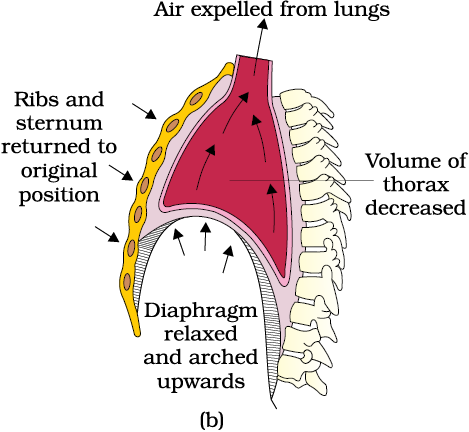 Air expelled from lungs
Ribs and
sternum
returned to
original
position
Volume of
thorax
decreased
Diaphragm
relaxed
and arched
upwards
(b)